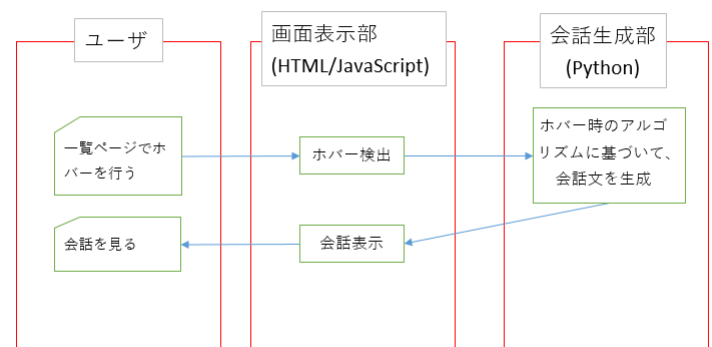 ユーザ
画面表示部
(HTML/JavaScript)
会話生成部
(Python)
一覧ページでホ
バーを行う
ホバー検出
ホバー時のアルゴ
リズムに基づいて、
会話文を生成
会話を見る
会話表示